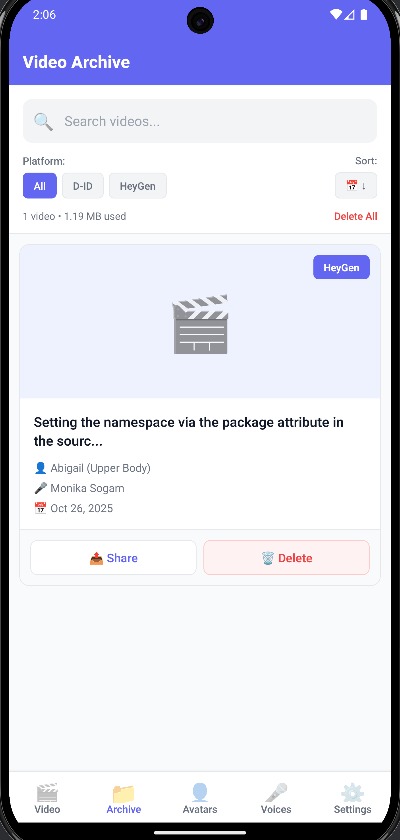 2:06
Video Archive
Search videos...
Platform:
Sort:
All
D-ID
HeyGen
↓
1 video • 1.19 MB used
Delete All
HeyGen
Setting the namespace via the package attribute in
the sourc...
Abigail (Upper Body)
Monika Sogam
Oct 26, 2025
Share
Delete
Video
Archive
Avatars
Voices
Settings